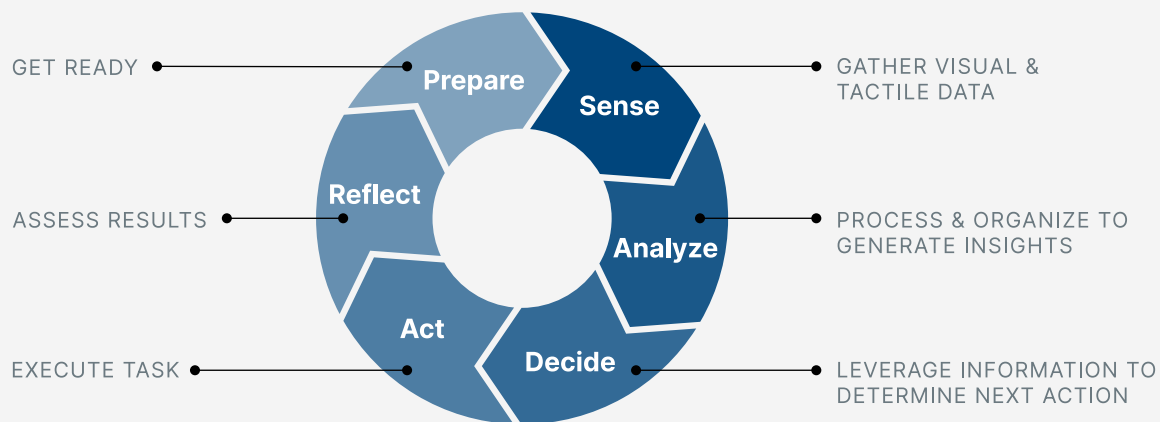 GET READY
Prepare
Sense
GATHER VISUAL &
TACTILE DATA
Reflect
ASSESS RESULTS
Analyze
PROCESS & ORGANIZE TO
GENERATE INSIGHTS
Act
EXECUTE TASK
Decide
LEVERAGE INFORMATION TO
DETERMINE NEXT ACTION